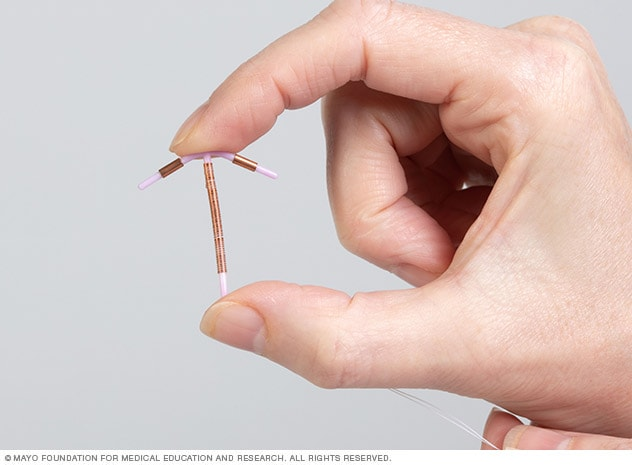 © MAYO FOUNDATION FOR MEDICAL EDUCATION AND RESEARCH. ALL RIGHTS RESERVED.